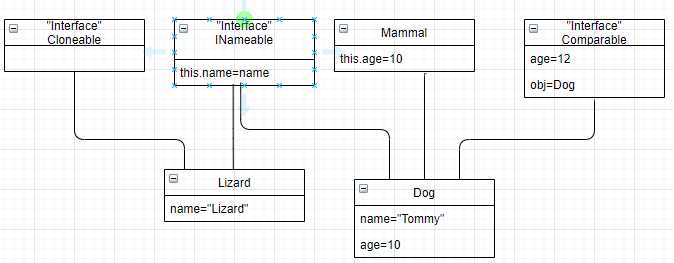 "Interface"
Cloneable
"Interface"
INameable
this.name=name
Mammal
this.age=10
"Interface"
Comparable
age=12
obj=Dog
Lizard
name="Lizard"
Dog
name="Tommy"
age=10